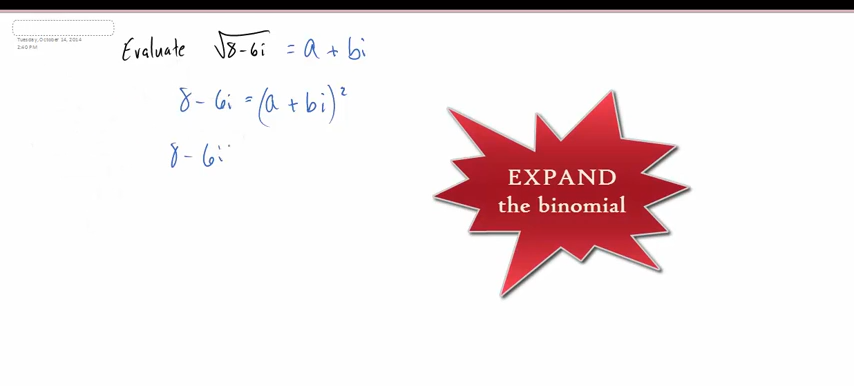 Tuesday, October 14, 2014
2:40 PM
Evaluate √8-6i = a + bi
8 - 6i = (a + bi)²
8 - 6i
EXPAND
the binomial